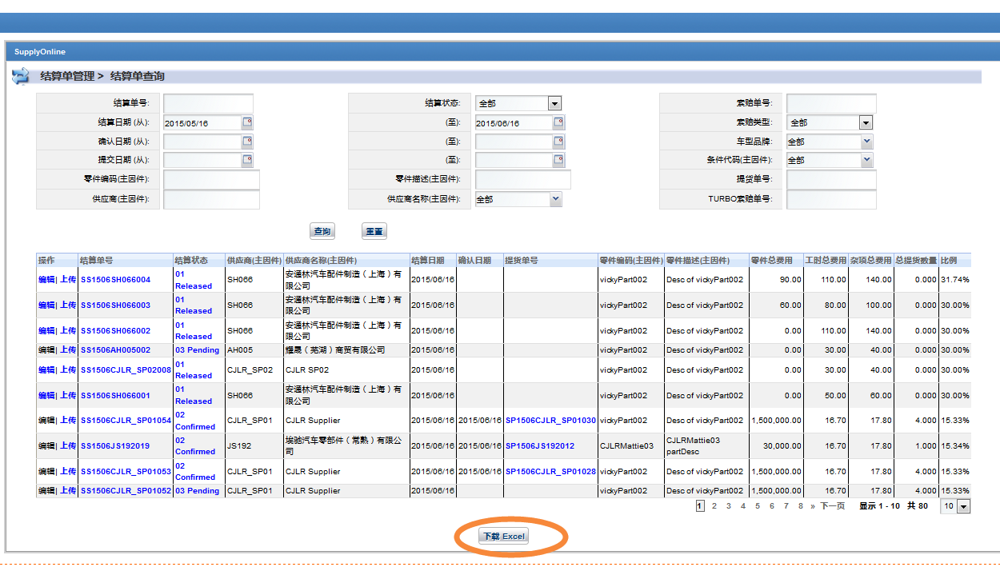 SupplyOnline
结算单管理 > 结算单查询
结算单号: 结算状态: 全部 索赔单号:
结算日期 (从): 2015/05/16 (至): 2015/06/16 索赔类型: 全部
确认日期 (从): (至): 车型品牌: 全部
提交日期 (从): (至): 条件代码(主因件): 全部
零件编码(主因件): 零件描述(主因件): 提货单号:
供应商(主因件): 供应商名称(主因件): 全部 TURBO索赔单号:
查询 重置
操作 结算单号 结算状态 供应商(主因件) 供应商名称(主因件) 结算日期 确认日期 提货单号 零件编码(主因件) 零件描述(主因件) 零件总费用 工时总费用 杂项总费用 总提货数量 比例
编辑| 上传 SS1506SH066004 01 Released SH066 安通林汽车配件制造（上海）有限公司 2015/06/16 vickyPart002 Desc of vickyPart002 90.00 110.00 140.00 0.000 31.74%
编辑| 上传 SS1506SH066003 01 Released SH066 安通林汽车配件制造（上海）有限公司 2015/06/16 vickyPart002 Desc of vickyPart002 60.00 80.00 100.00 0.000 30.00%
编辑| 上传 SS1506SH066002 01 Released SH066 安通林汽车配件制造（上海）有限公司 2015/06/16 vickyPart002 Desc of vickyPart002 0.00 110.00 140.00 0.000 30.00%
编辑| 上传 SS1506AH005002 03 Pending AH005 耀晟（芜湖）商贸有限公司 2015/06/16 vickyPart002 Desc of vickyPart002 0.00 30.00 40.00 0.000 30.00%
编辑| 上传 SS1506CJLR_SP02008 01 Released CJLR_SP02 CJLR SP02 2015/06/16 vickyPart002 Desc of vickyPart002 0.00 30.00 40.00 0.000 30.00%
编辑| 上传 SS1506SH066001 01 Released SH066 安通林汽车配件制造（上海）有限公司 2015/06/16 vickyPart002 Desc of vickyPart002 0.00 50.00 60.00 0.000 30.00%
编辑| 上传 SS1506CJLR_SP01054 02 Confirmed CJLR_SP01 CJLR Supplier 2015/06/16 2015/06/16 SP1506CJLR_SP01030 vickyPart002 Desc of vickyPart002 1,500,000.00 16.70 17.80 4.000 15.33%
编辑| 上传 SS1506JS192019 02 Confirmed JS192 埃驰汽车零部件（常熟）有限公司 2015/06/16 2015/06/16 SP1506JS192012 CJLRMattie03 CJLRMattie03 partDesc 30,000.00 16.70 17.80 1.000 15.34%
编辑| 上传 SS1506CJLR_SP01053 02 Confirmed CJLR_SP01 CJLR Supplier 2015/06/16 2015/06/16 SP1506CJLR_SP01028 vickyPart002 Desc of vickyPart002 1,500,000.00 16.70 17.80 4.000 15.33%
编辑| 上传 SS1506CJLR_SP01052 03 Pending CJLR_SP01 CJLR Supplier 2015/06/16 vickyPart002 Desc of vickyPart002 1,500,000.00 16.70 17.80 4.000 15.33%
1 2 3 4 5 6 7 8 » 下一页 显示 1 - 10 共 80 10
下载 Excel